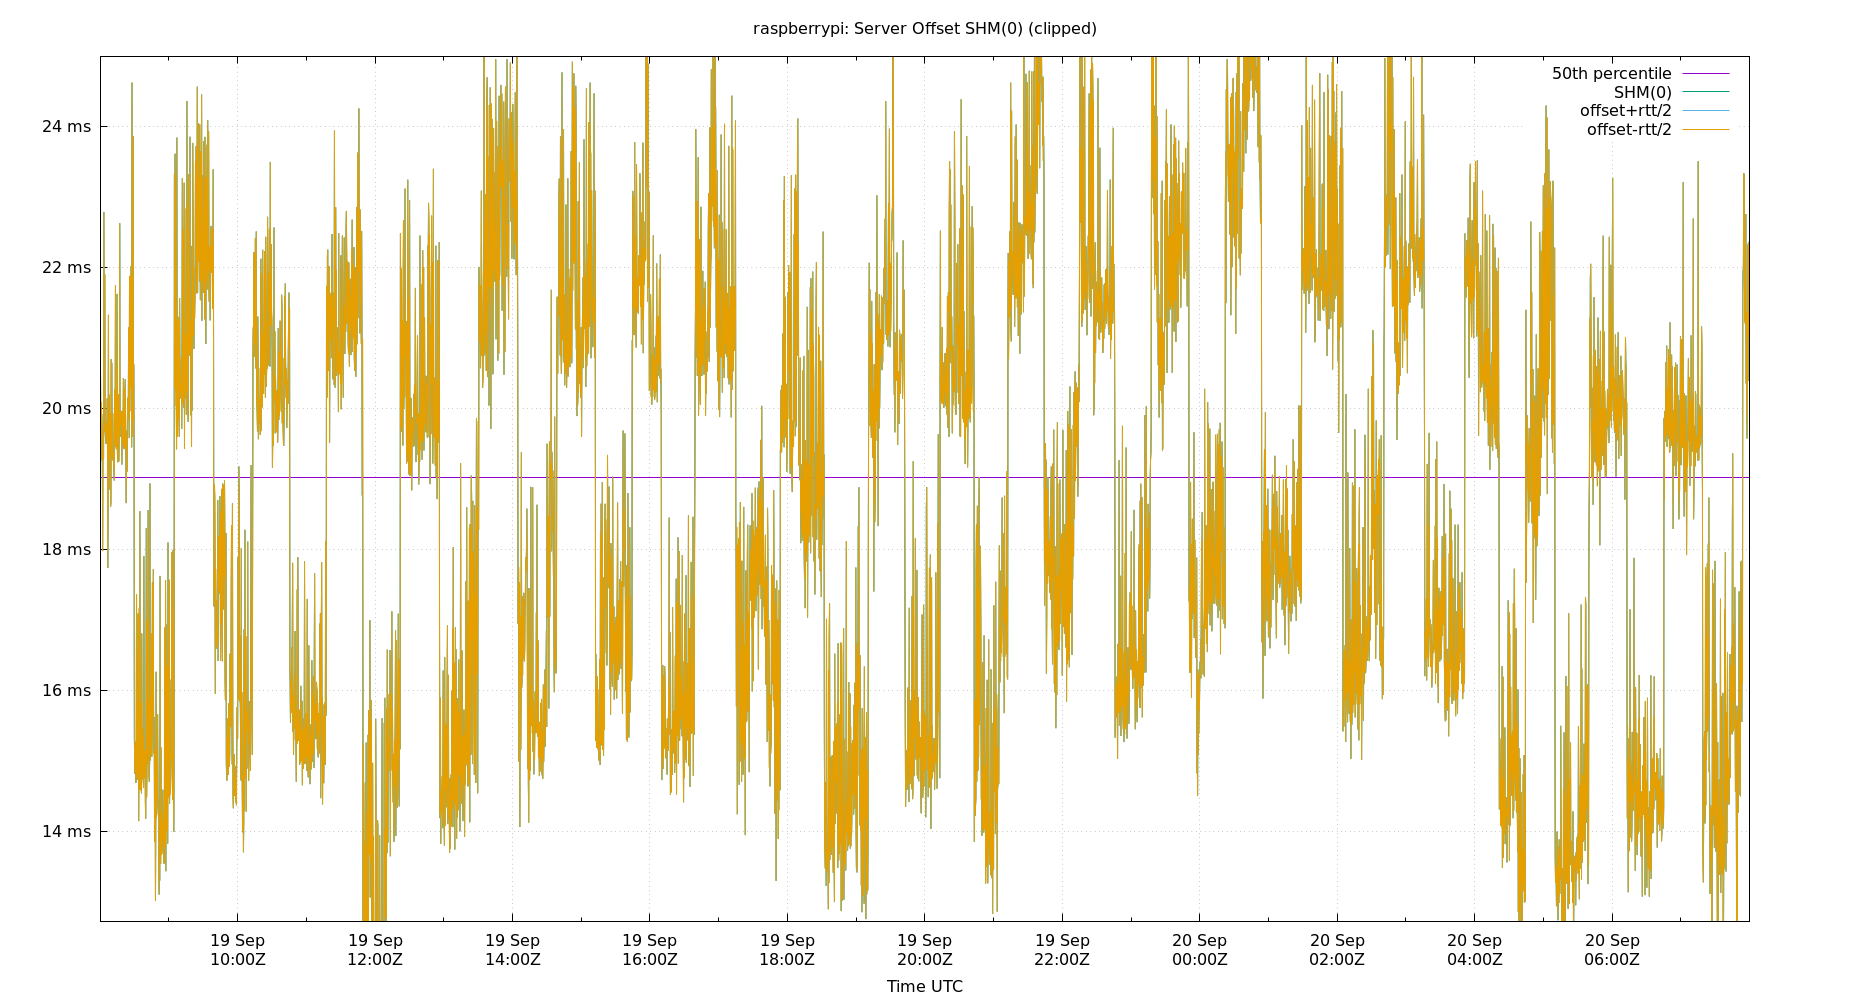 raspberrypi: Server Offset SHM(0) (clipped)
50th percentile
SHM(0)
offset+rtt/2
offset-rtt/2
24 ms
22 ms
20 ms
18 ms
16 ms
14 ms
19 Sep 19 Sep 19 Sep 19 Sep 19 Sep 19 Sep 19 Sep 20 Sep 20 Sep 20 Sep 20 Sep
10:00Z 12:00Z 14:00Z 16:00Z 18:00Z 20:00Z 22:00Z 00:00Z 02:00Z 04:00Z 06:00Z
Time UTC